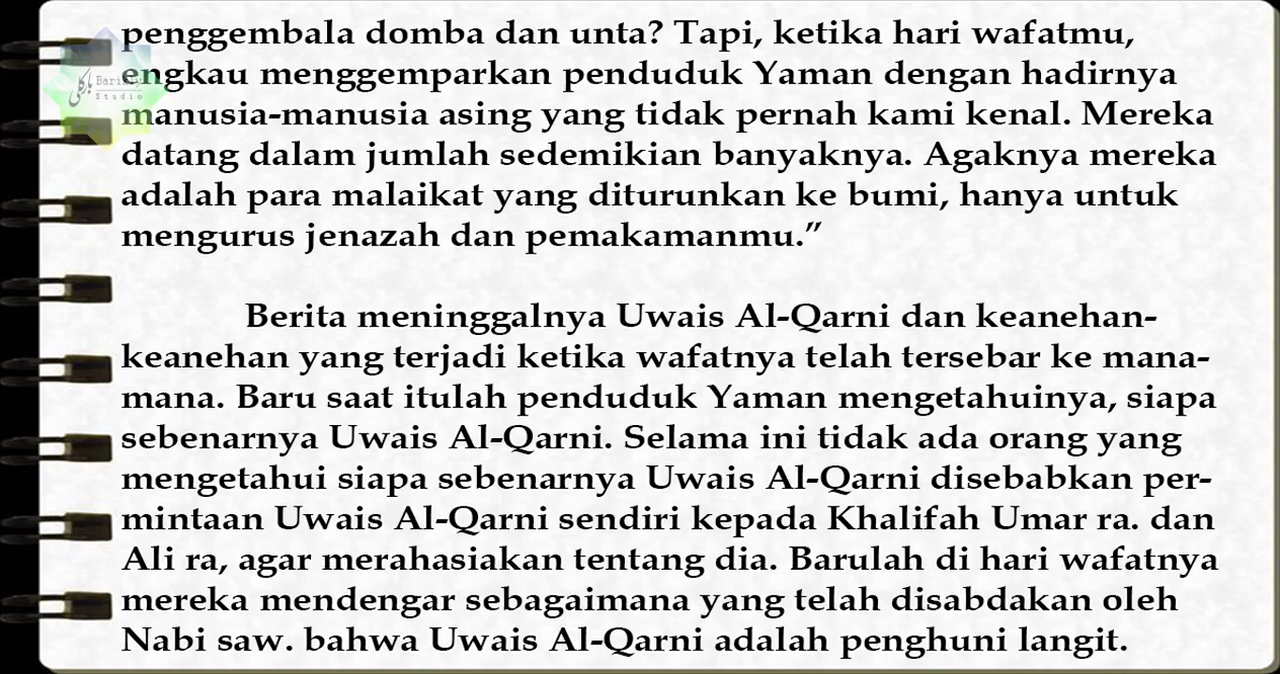 penggembala domba dan unta? Tapi, ketika hari wafatmu,
engkau menggemparkan penduduk Yaman dengan hadirnya
manusia-manusia asing yang tidak pernah kami kenal. Mereka
datang dalam jumlah sedemikian banyaknya. Agaknya mereka
adalah para malaikat yang diturunkan ke bumi, hanya untuk
mengurus jenazah dan pemakamanmu.”
Berita meninggalnya Uwais Al-Qarni dan keanehan-
keanehan yang terjadi ketika wafatnya telah tersebar ke mana-
mana. Baru saat itulah penduduk Yaman mengetahuinya, siapa
sebenarnya Uwais Al-Qarni. Selama ini tidak ada orang yang
mengetahui siapa sebenarnya Uwais Al-Qarni disebabkan per-
mintaan Uwais Al-Qarni sendiri kepada Khalifah Umar ra. dan
Ali ra, agar merahasiakan tentang dia. Barulah di hari wafatnya
mereka mendengar sebagaimana yang telah disabdakan oleh
Nabi saw. bahwa Uwais Al-Qarni adalah penghuni langit.
Studio